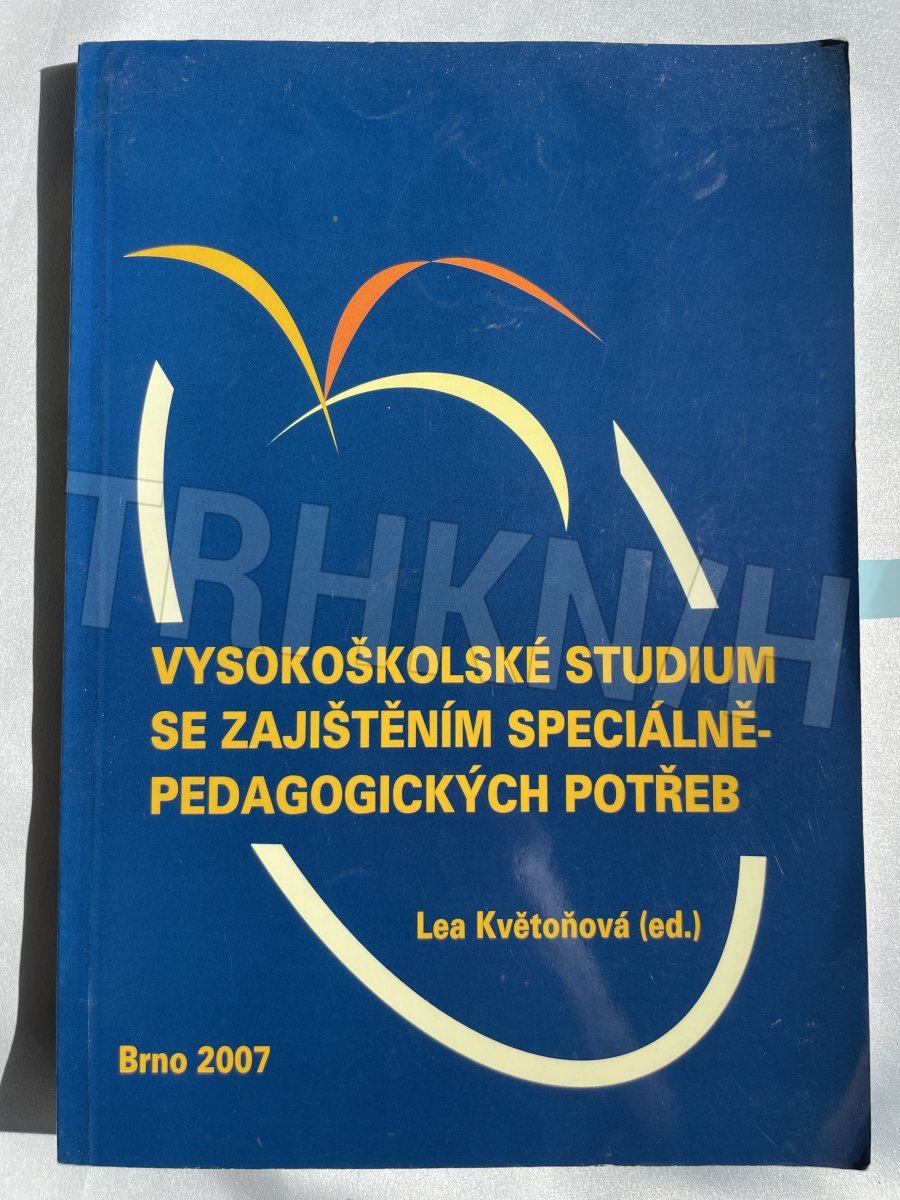 TRHKNIH
VYSOKOŠKOLSKÉ STUDIUM
SE ZAJIŠTĚNÍM SPECIÁLNĚ-
PEDAGOGICKÝCH POTŘEB
Lea Květoňová (ed.)
Brno 2007